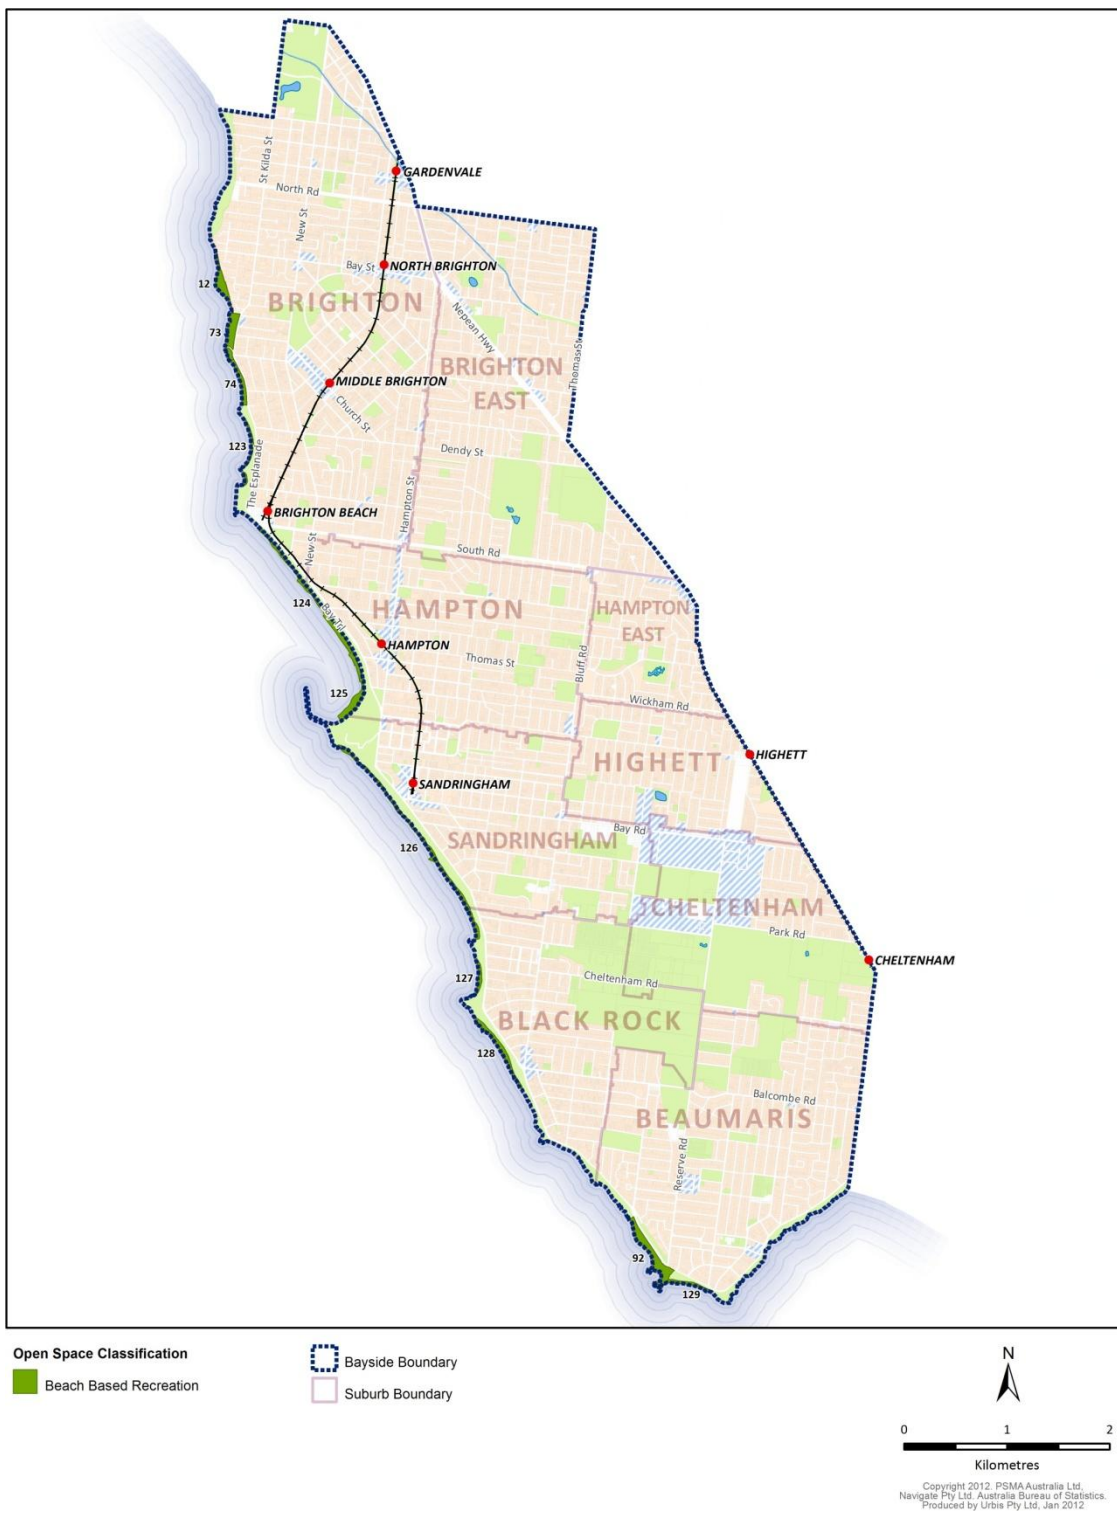 GARDENVALE
St Kilda St
North Rd
New St
Bay St
NORTH BRIGHTON
12
BRIGHTON
Nepean Hwy
73
BRIGHTON
EAST
Thomas St
74
MIDDLE BRIGHTON
Church St
123
Dendy St
The Esplanade
Hampton St
BRIGHTON BEACH
New St
South Rd
124
Bay Trl
HAMPTON
HAMPTON
EAST
HAMPTON
Thomas St
Bluff Rd
125
Wickham Rd
HIGHETT
HIGHETT
SANDRINGHAM
Bay Rd
126
SANDRINGHAM
SCHELTENHAM
Park Rd
CHELTENHAM
127
Cheltenham Rd
BLACK ROCK
128
Balcombe Rd
BEAUMARIS
Reserve Rd
92
129
Open Space Classification
Beach Based Recreation
Bayside Boundary
Suburb Boundary
N
0 1 2
Kilometres
Copyright 2012. PSMA Australia Ltd,
Navigate Pty Ltd. Australia Bureau of Statistics.
Produced by Urbis Pty Ltd, Jan 2012